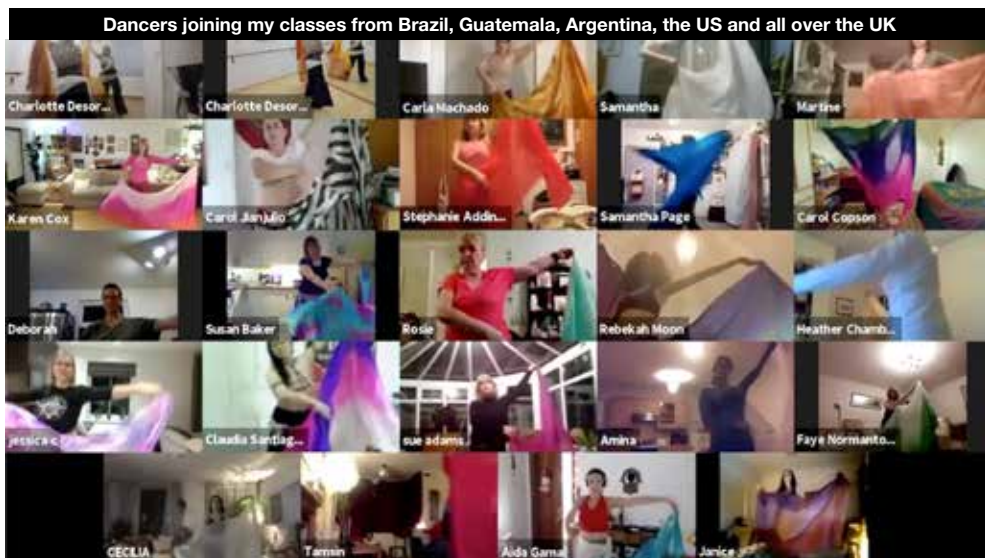 Dancers joining my classes from Brazil, Guatemala, Argentina, the US and all over the UK
Charlotte Desor...
Charlotte Desor...
Carla Machado
Samantha
Martine
Karen Cox
Carol Jianjulio
Stephanie Addin...
Samantha Page
Carol Copson
Deborah
Susan Baker
Rosie
Rebekah Moon
Heather Chamb...
jessica c
Claudia Santiag...
sue adams
Amina
Faye Normanto...
CECILIA
Tamsin
Aida Gamal
Janice